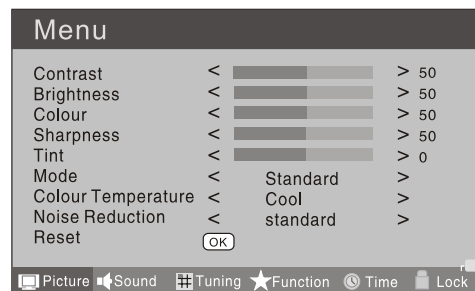 Menu
Contrast < > 50
Brightness < > 50
Colour < > 50
Sharpness < > 50
Tint < > 0
Mode < Standard >
Colour Temperature < Cool >
Noise Reduction < standard >
Reset OK
Picture Sound Tuning Function Time Lock